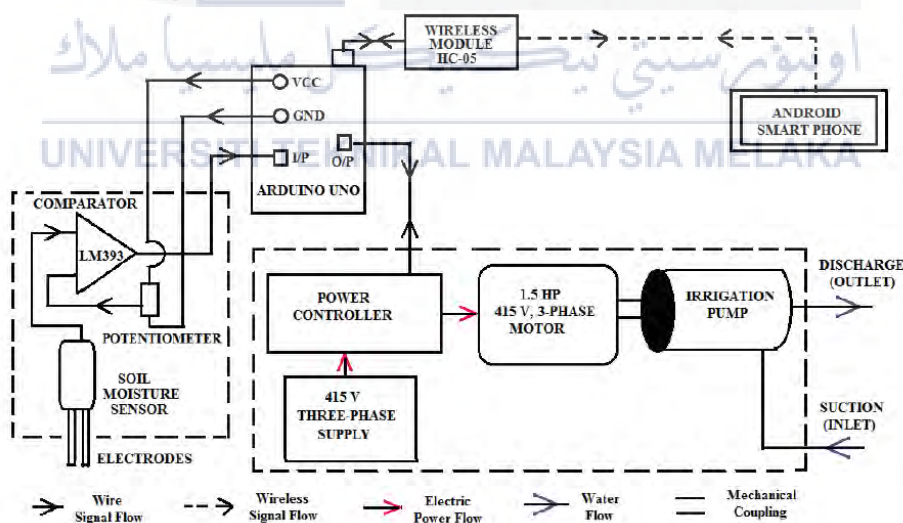 WIRELESS
MODULE
HC-05
اونيورسيتي تيكنيكل مليسيا ملاك
VCC
GND
I/P
O/P
ARDUINO UNO
ANDROID
SMART PHONE
UNIVERSITI TEKNIKAL MALAYSIA MELAKA
COMPARATOR
LM393
POTENTIOMETER
SOIL
MOISTURE
SENSOR
ELECTRODES
POWER
CONTROLLER
415 V
THREE-PHASE
SUPPLY
1.5 HP
415 V, 3-PHASE
MOTOR
IRRIGATION
PUMP
DISCHARGE
(OUTLET)
SUCTION
(INLET)
Wire
Signal Flow
Wireless
Signal Flow
Electric
Power Flow
Water
Flow
Mechanical
Coupling